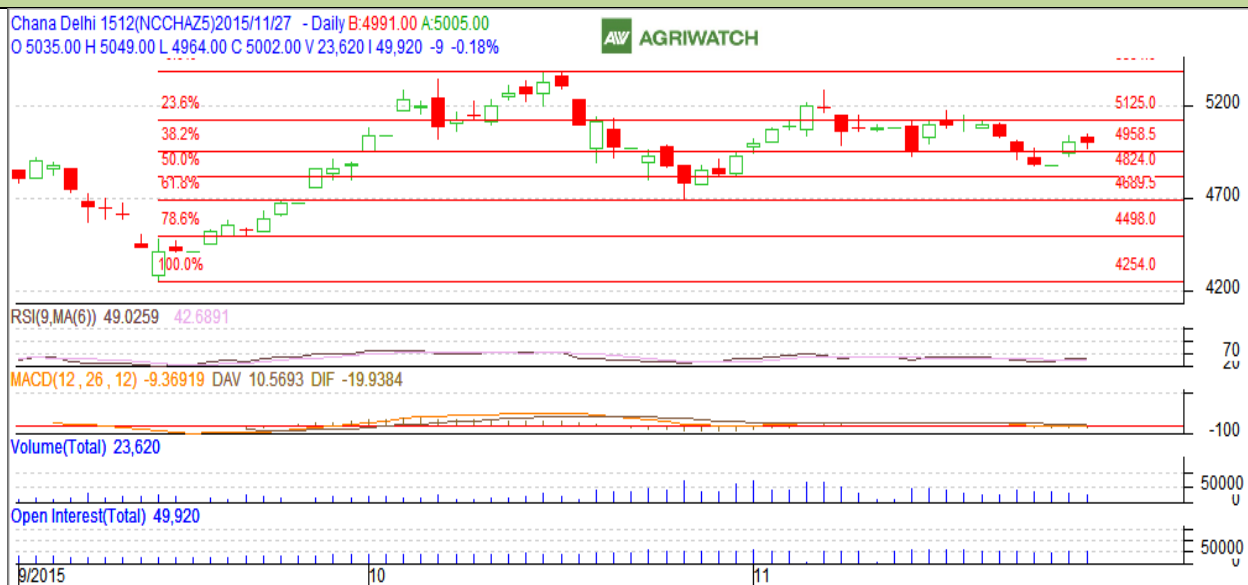 Chana Delhi 1512(NCCHAZ5)2015/11/27 - Daily B:4991.00 A:5005.00
O 5035.00 H 5049.00 L 4964.00 C 5002.00 V 23,620 I 49,920 -9 -0.18%
AW AGRIWATCH
23.6% 5125.0 5200
38.2% 4958.5
50.0% 4824.0
61.8% 4689.5 4700
78.6% 4498.0
100.0% 4254.0 4200
RSI(9,MA(6)) 49.0259 42.6891
70
20
MACD(12 , 26 , 12) -9.36919 DAV 10.5693 DIF -19.9384
-100
Volume(Total) 23,620
50000
0
Open Interest(Total) 49,920
50000
0
9/2015 10 11